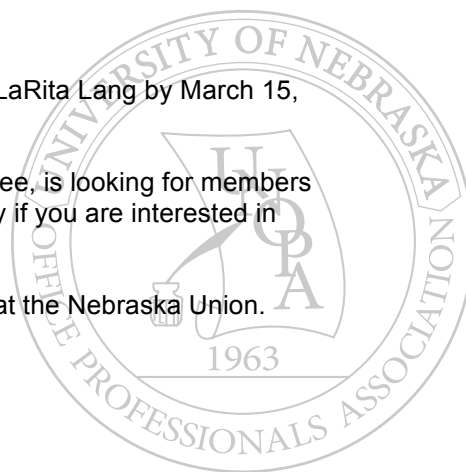 LaRita Lang by March 15,
ee, is looking for members
if you are interested in
at the Nebraska Union.
UNIVERSITY OF NEBRASKA
OFFICE PROFESSIONALS ASSOCIATION
UNOPA
1963